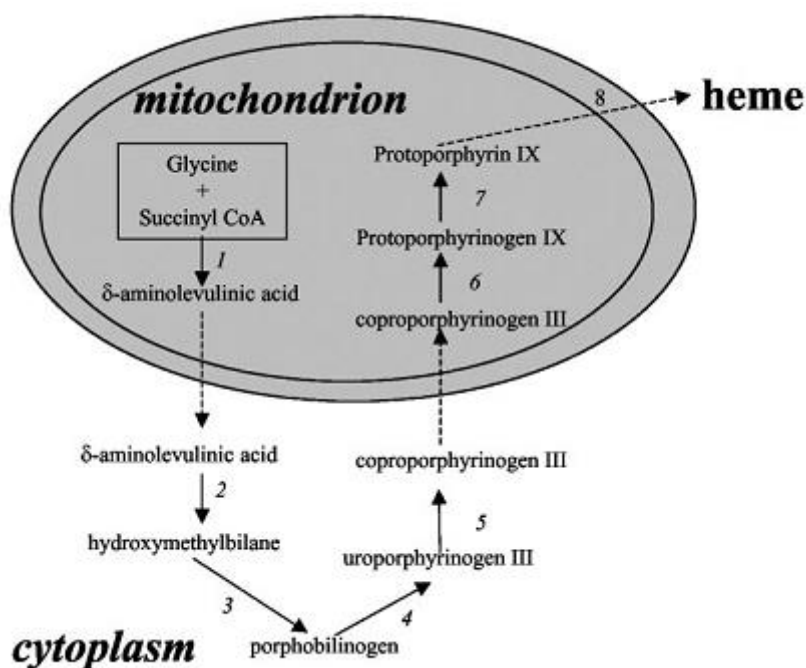 mitochondrion
8
heme
Glycine
+
Succinyl CoA
1
δ-aminolevulinic acid
δ-aminolevulinic acid
2
hydroxymethylbilane
3
porphobilinogen
4
uroporphyrinogen III
5
coproporphyrinogen III
coproporphyrinogen III
6
Protoporphyrinogen IX
7
Protoporphyrin IX
cytoplasm